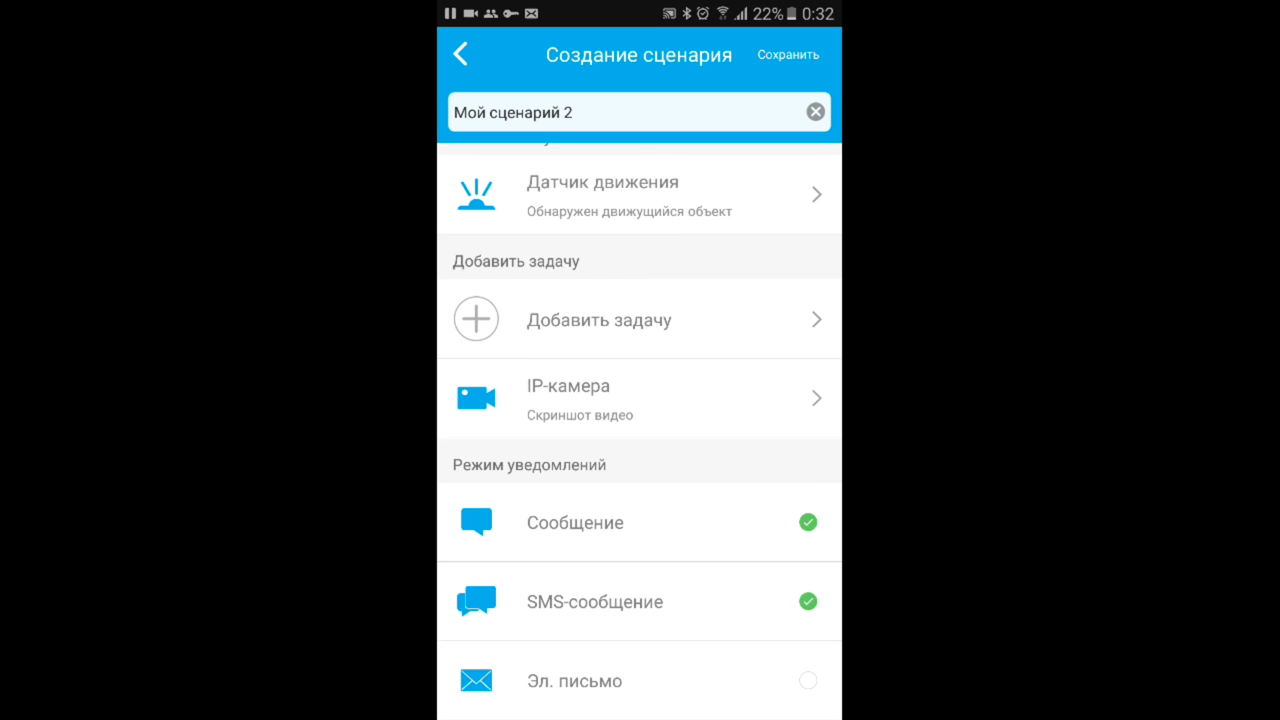 22% 0:32
Создание сценария Сохранить
Мой сценарий 2
Датчик движения
Обнаружен движущийся объект
Добавить задачу
Добавить задачу
IP-камера
Скриншот видео
Режим уведомлений
Сообщение
SMS-сообщение
Эл. письмо